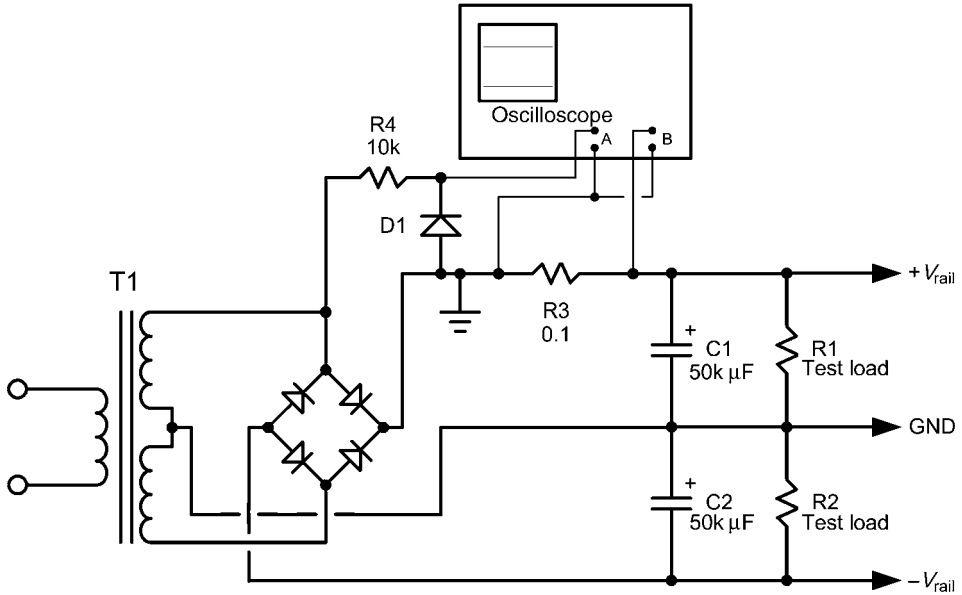 Oscilloscope
A
B
R4
10k
D1
T1
R3
0.1
+Vrail
+
C1
50k µF
R1
Test load
GND
+
C2
50k µF
R2
Test load
–Vrail